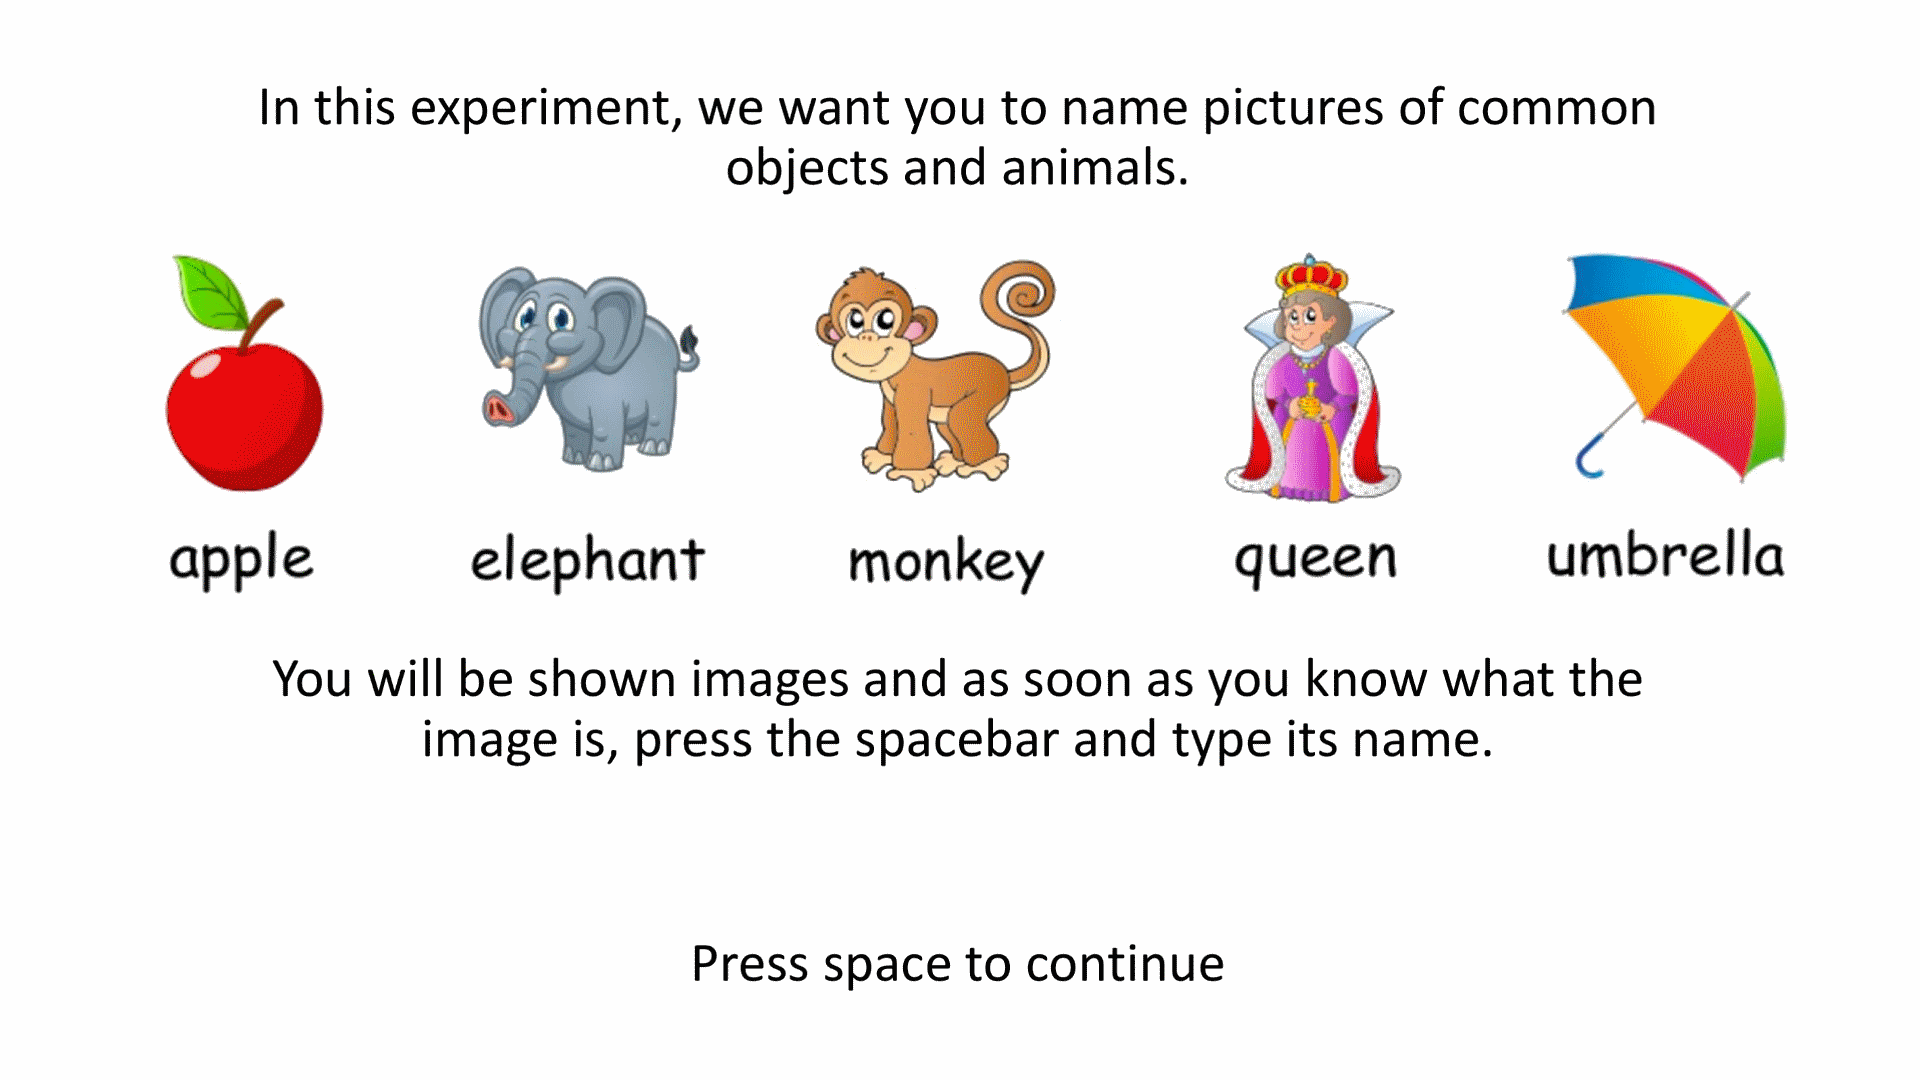 In this experiment, we want you to name pictures of common
objects and animals.
apple elephant monkey queen umbrella
You will be shown images and as soon as you know what the
image is, press the spacebar and type its name.
Press space to continue